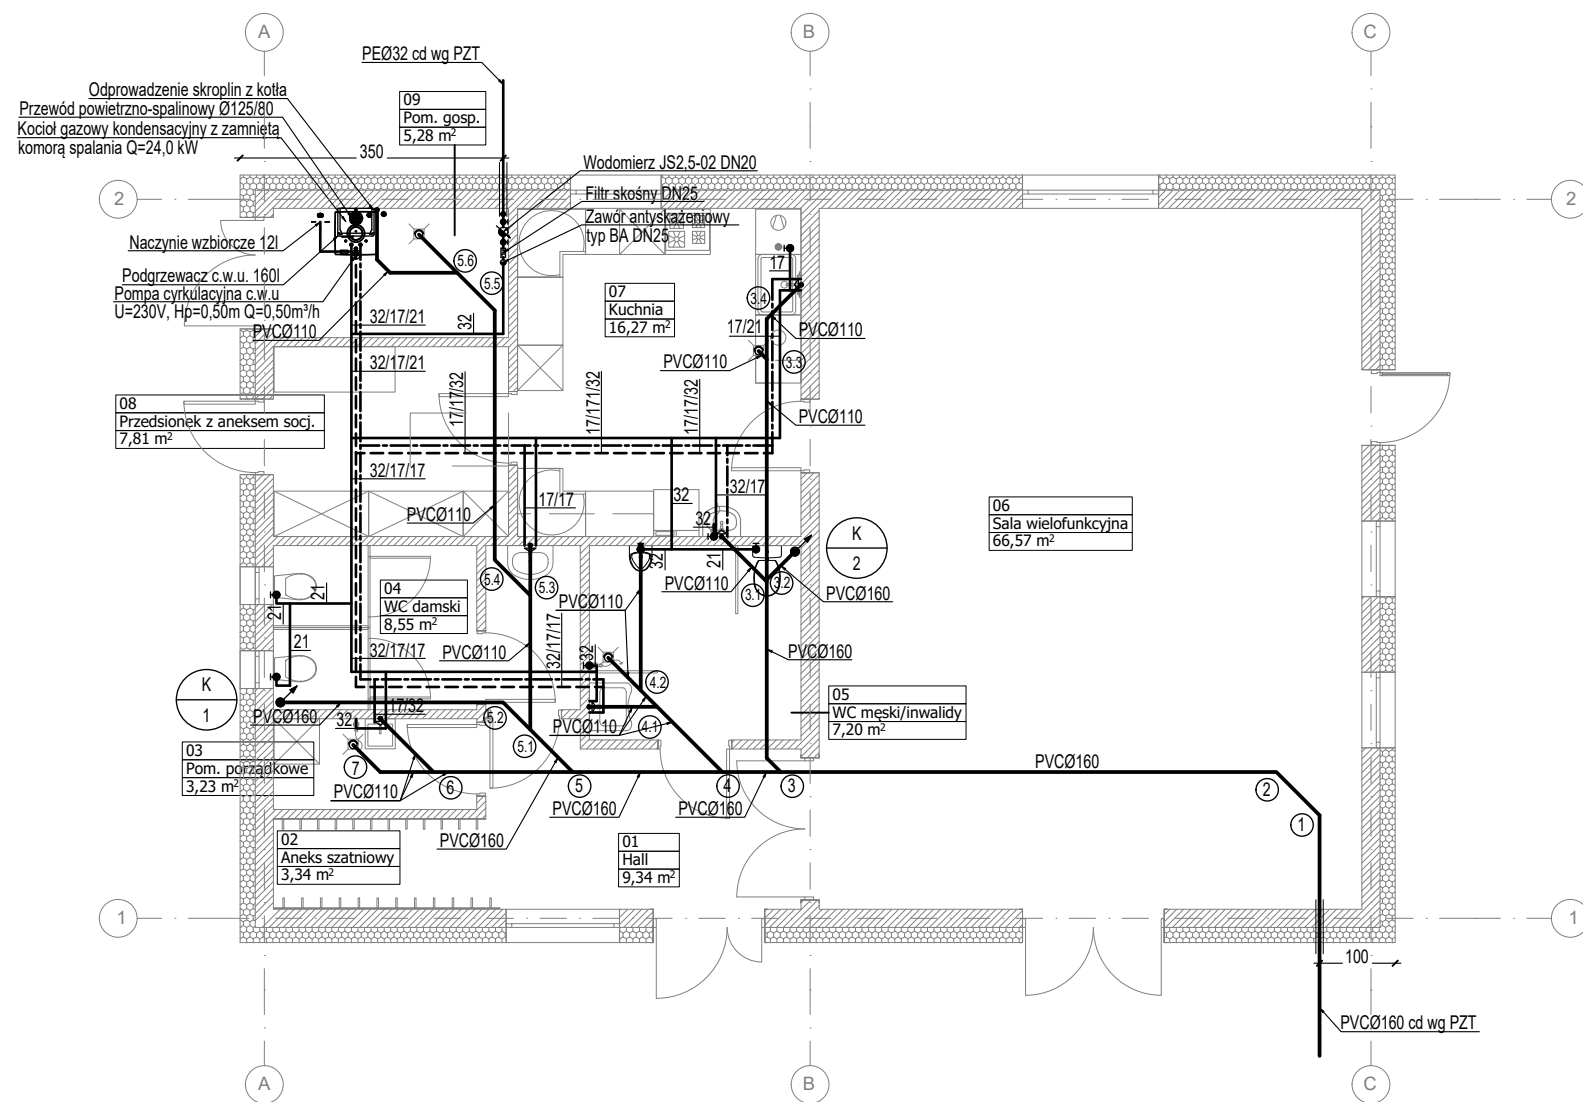 A
B
C
PEØ32 cd wg PZT
Odprowadzenie skroplin z kotła
Przewód powietrzno-spalinowy Ø125/80
Kocioł gazowy kondensacyjny z zamniętą
komorą spalania Q=24,0 kW
09
Pom. gosp.
5,28 m²
350
Wodomierz JS2,5-02 DN20
Filtr skośny DN25
Zawór antyskażeniowy
typ BA DN25
2
2
Naczynie wzbiorcze 12l
Podgrzewacz c.w.u. 160l
Pompa cyrkulacyjna c.w.u
U=230V, Hp=0,50m Q=0,50m³/h
PVCØ110
5.6
5.5
32/17/21
32
07
Kuchnia
16,27 m²
17
3.4
17/21
PVCØ110
PVCØ110
3.3
32/17/21
17/17/32
17/171/32
17/17/32
PVCØ110
08
Przedsionek z aneksem socj.
7,81 m²
32/17/17
PVCØ110
17/17
32
32/17
32
06
Sala wielofunkcyjna
66,57 m²
K
2
21
21
21
04
WC damski
8,55 m²
5.4
5.3
PVCØ110
32
21
PVCØ110
3.1
3.2
PVCØ160
32/17/17
PVCØ110
32/17/17
32
PVCØ160
4.2
K
1
PVCØ160
32
17/32
5.2
5.1
PVCØ110
4.1
05
WC męski/inwalidy
7,20 m²
03
Pom. porządkowe
3,23 m²
7
PVCØ110
6
5
PVCØ160
4
PVCØ160
3
PVCØ160
2
1
02
Aneks szatniowy
3,34 m²
PVCØ160
01
Hall
9,34 m²
1
1
100
PVCØ160 cd wg PZT
A
B
C